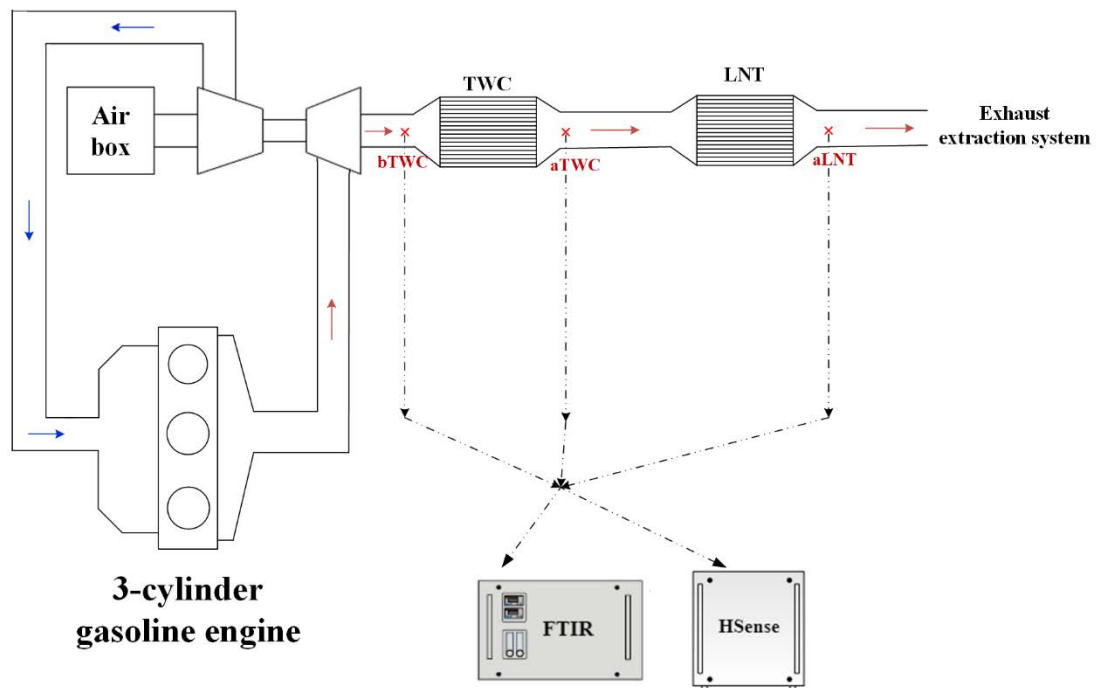 TWC
LNT
Air
box
Exhaust
extraction system
bTWC
aTWC
aLNT
3-cylinder
gasoline engine
FTIR
HSense